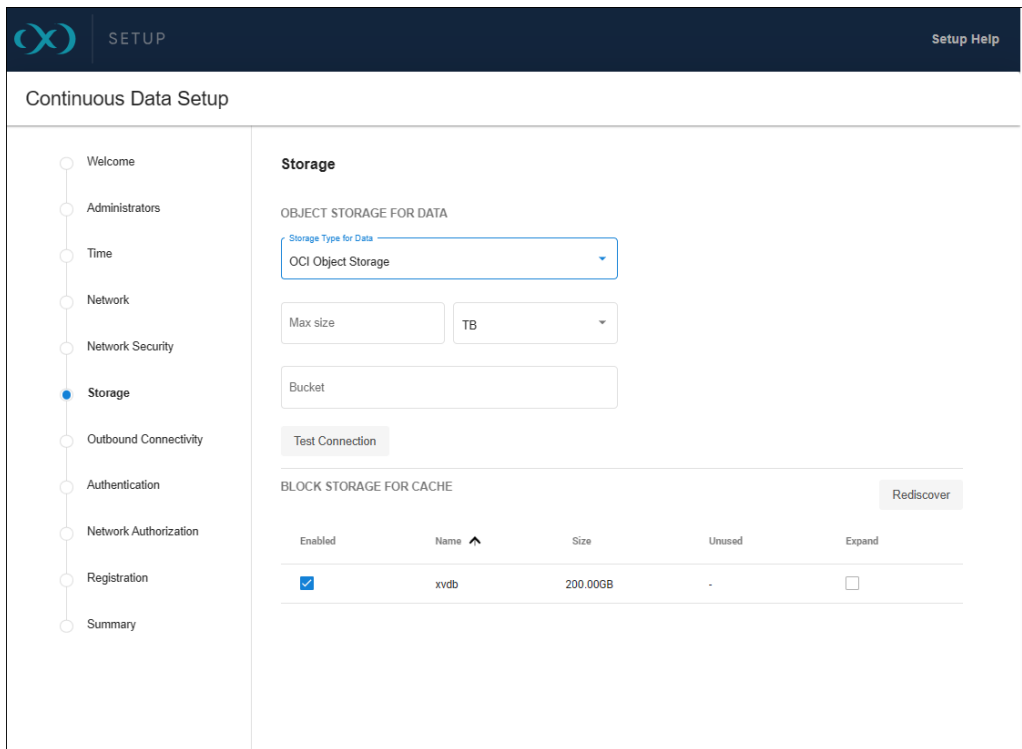 SETUP
Setup Help
Continuous Data Setup
Welcome
Administrators
Time
Network
Network Security
Storage
Outbound Connectivity
Authentication
Network Authorization
Registration
Summary
Storage
OBJECT STORAGE FOR DATA
Storage Type for Data
OCI Object Storage
Max size
TB
Bucket
Test Connection
BLOCK STORAGE FOR CACHE
Rediscover
Enabled Name Size Unused Expand
xvdb 200.00GB -